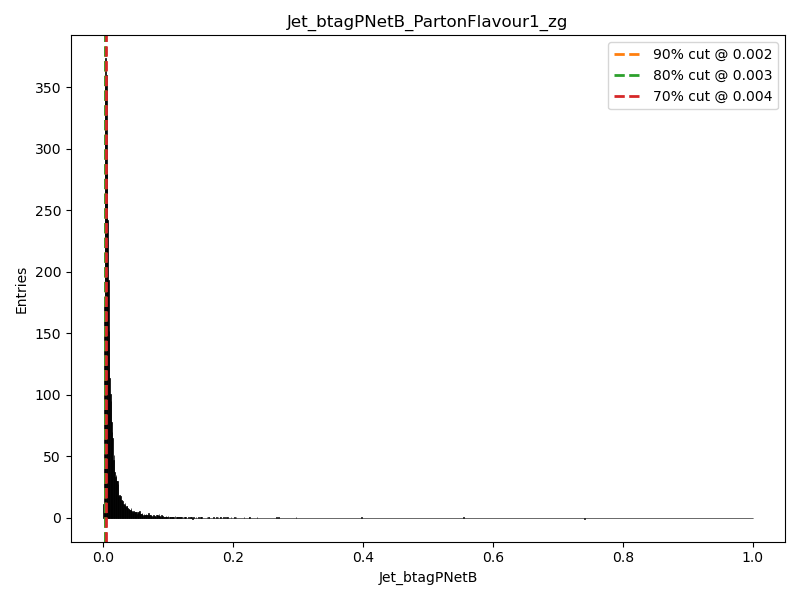 Jet_btagPNetB_PartonFlavour1_zg
90% cut @ 0.002
80% cut @ 0.003
70% cut @ 0.004
350
300
250
200
150
100
50
0
Entries
0.0 0.2 0.4 0.6 0.8 1.0
Jet_btagPNetB